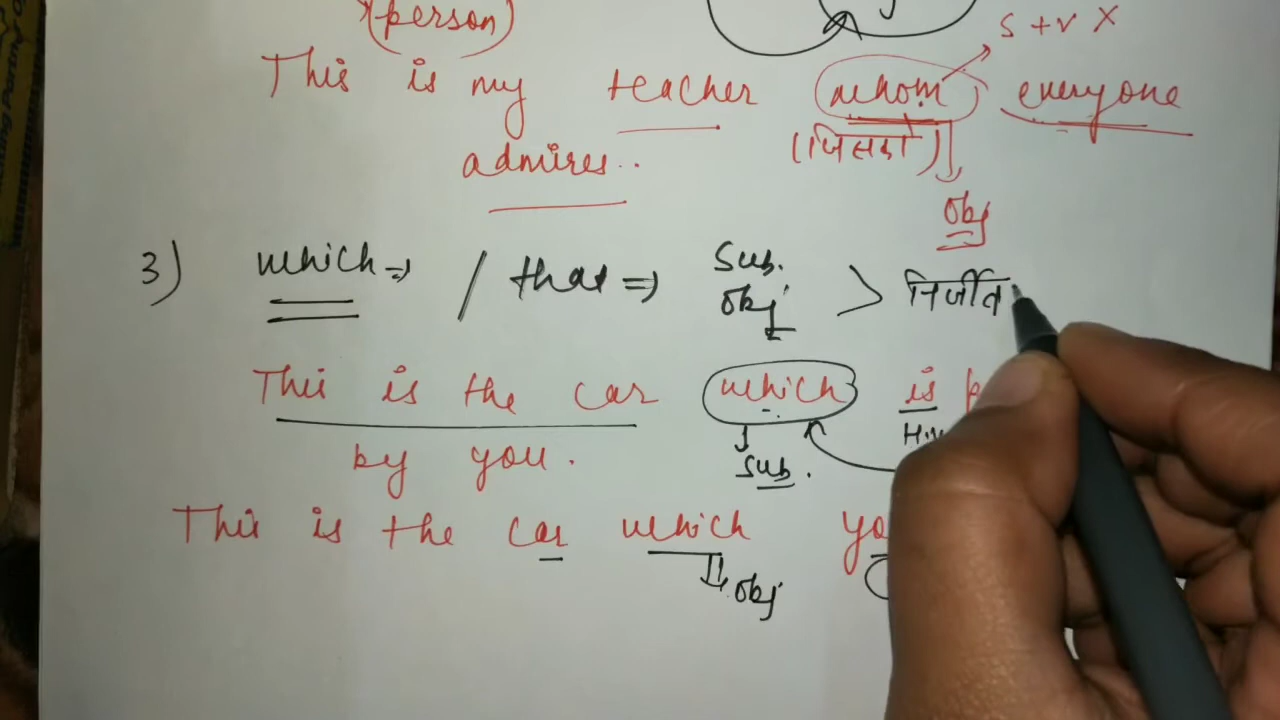 (person)
S + V X
This is my teacher whom everyone
(जिसको)
admires..
obj
3) which => / that => Sub. obj > निर्जीव
This is the car which is
Sub.
by you.
This is the car which
obj